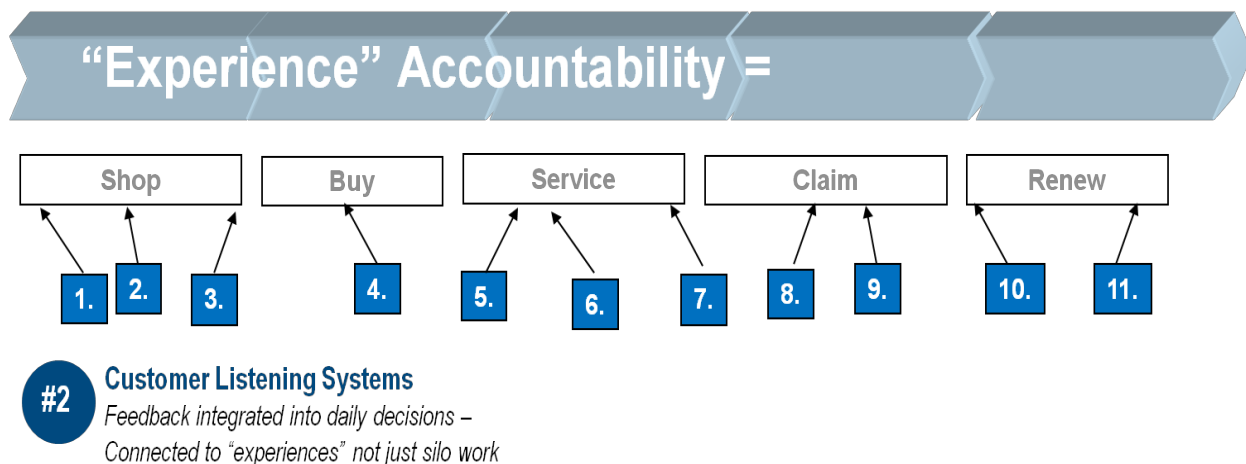 “Experience” Accountability =
Shop
Buy
Service
Claim
Renew
1.
2.
3.
4.
5.
6.
7.
8.
9.
10.
11.
#2
Customer Listening Systems
Feedback integrated into daily decisions –
Connected to “experiences” not just silo work